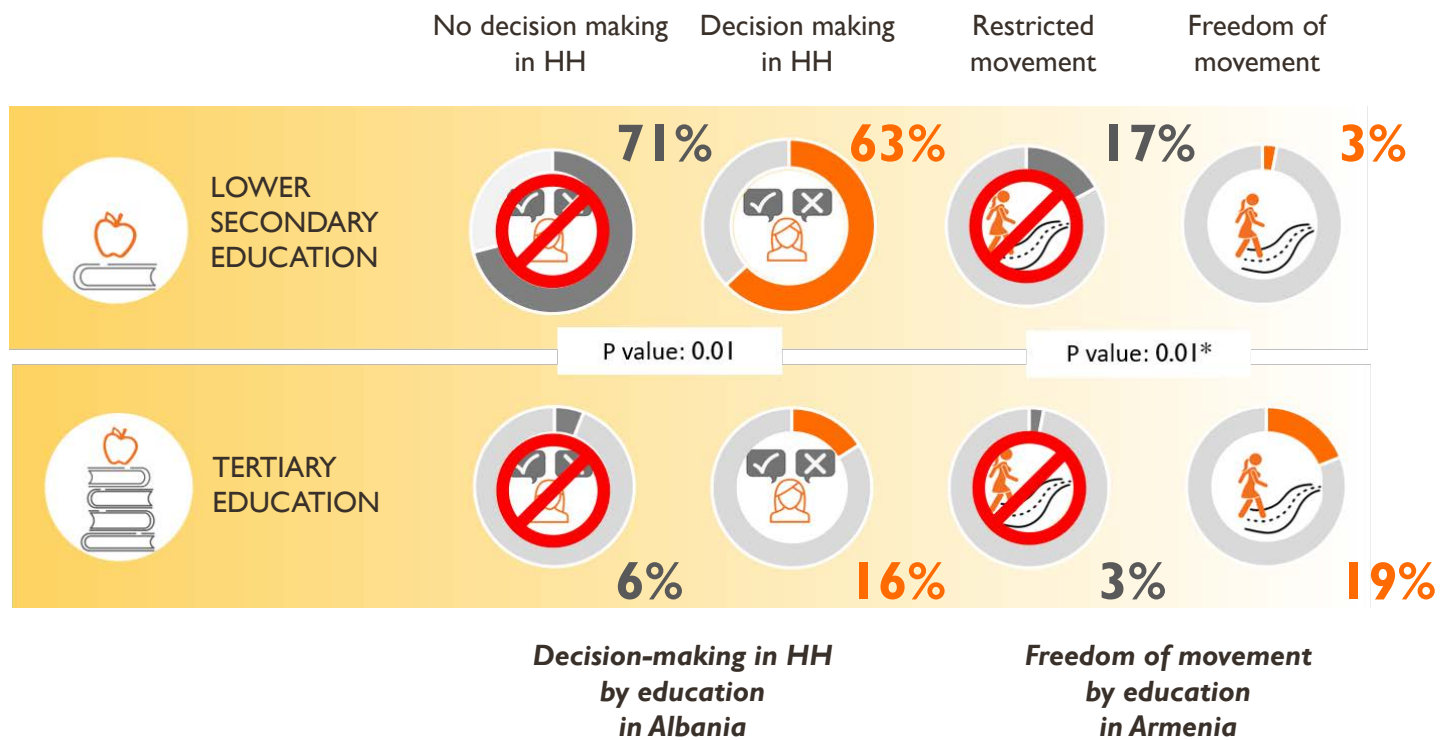 No decision making
in HH
Decision making
in HH
Restricted
movement
Freedom of
movement
LOWER
SECONDARY
EDUCATION
71%
63%
17%
3%
P value: 0.01
P value: 0.01*
TERTIARY
EDUCATION
6%
16%
3%
19%
Decision-making in HH
by education
in Albania
Freedom of movement
by education
in Armenia